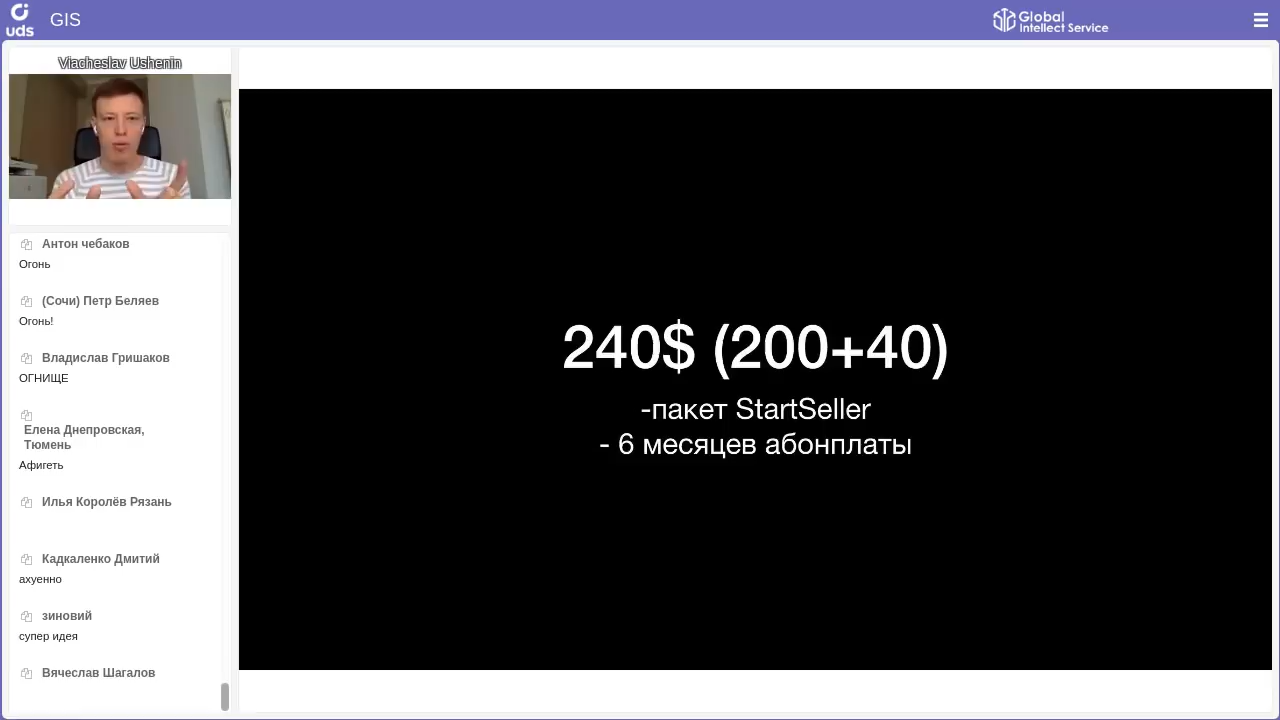 uds
GIS
Global
Intellect Service
Viacheslav Ushenin
Антон чебаков
Огонь
(Сочи) Петр Беляев
Огонь!
Владислав Гришаков
ОГНИЩЕ
Елена Днепровская,
Тюмень
Афигеть
Илья Королёв Рязань
Кадкаленко Дмитий
ахуенно
зиновий
супер идея
Вячеслав Шагалов
240$ (200+40)
-пакет StartSeller
- 6 месяцев абонплаты